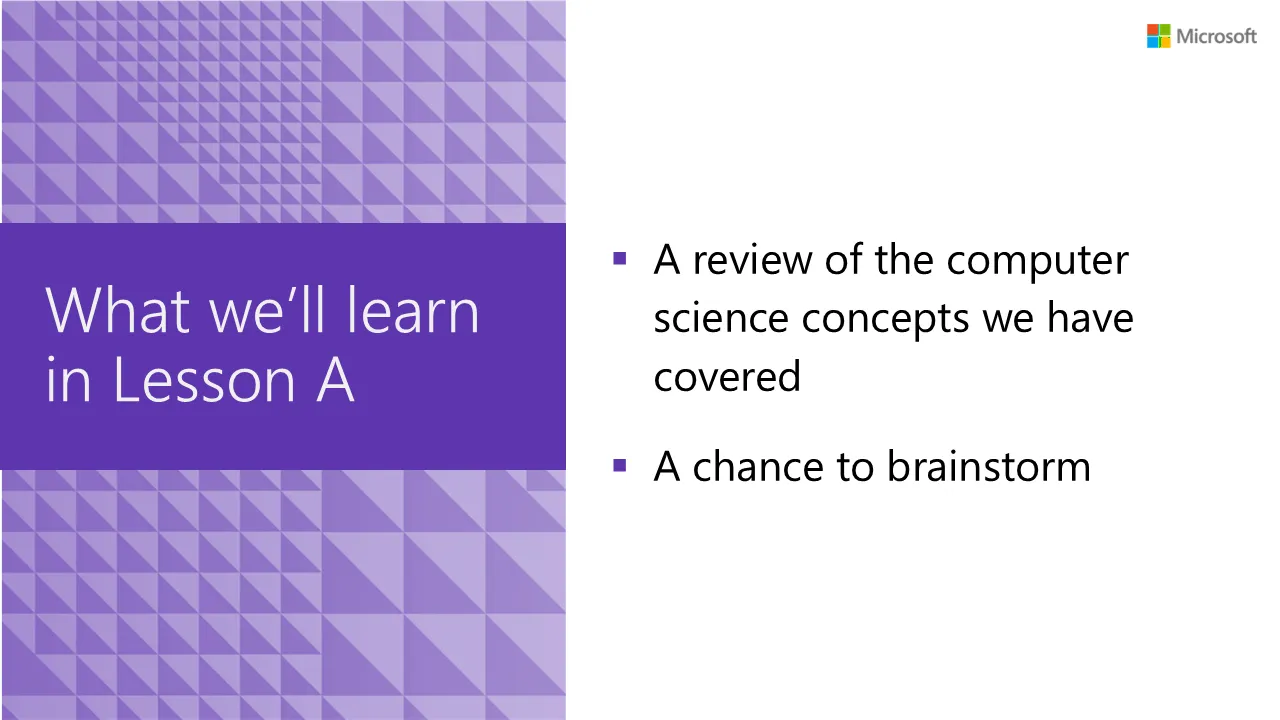 Microsoft
What we’ll learn
in Lesson A
▪ A review of the computer
science concepts we have
covered
▪ A chance to brainstorm